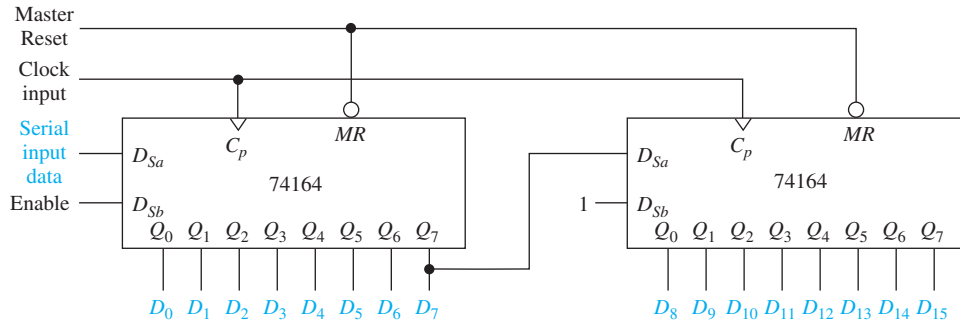 Master
Reset
Clock
input
Serial
input
data
Enable
C_p
MR
D_Sa
74164
D_Sb
Q_0 Q_1 Q_2 Q_3 Q_4 Q_5 Q_6 Q_7
D_0 D_1 D_2 D_3 D_4 D_5 D_6 D_7
C_p
MR
D_Sa
74164
1
D_Sb
Q_0 Q_1 Q_2 Q_3 Q_4 Q_5 Q_6 Q_7
D_8 D_9 D_10 D_11 D_12 D_13 D_14 D_15